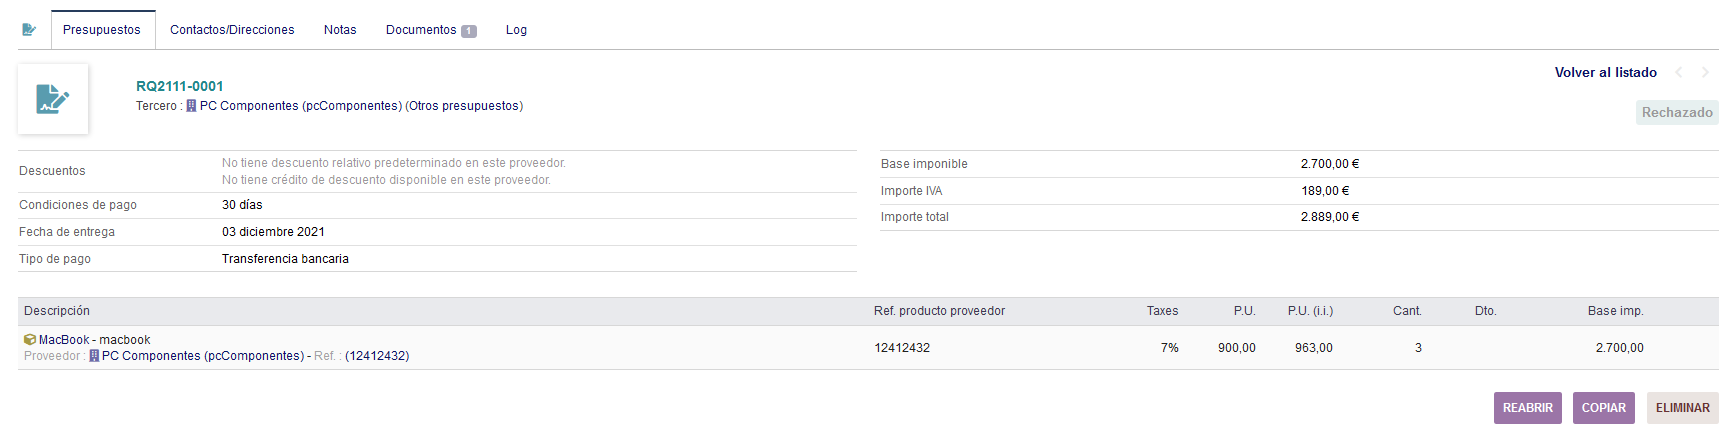 Presupuestos Contactos/Direcciones Notas Documentos 1 Log
RQ2111-0001
Volver al listado
Tercero : PC Componentes (pcComponentes) (Otros presupuestos)
Rechazado
Descuentos No tiene descuento relativo predeterminado en este proveedor.
No tiene crédito de descuento disponible en este proveedor.
Condiciones de pago 30 días
Fecha de entrega 03 diciembre 2021
Tipo de pago Transferencia bancaria
Base imponible 2.700,00 €
Importe IVA 189,00 €
Importe total 2.889,00 €
Descripción Ref. producto proveedor Taxes P.U. P.U. (i.i.) Cant. Dto. Base imp.
MacBook - macbook
Proveedor : PC Componentes (pcComponentes) - Ref. : (12412432)
12412432 7% 900,00 963,00 3 2.700,00
REABRIR COPIAR ELIMINAR